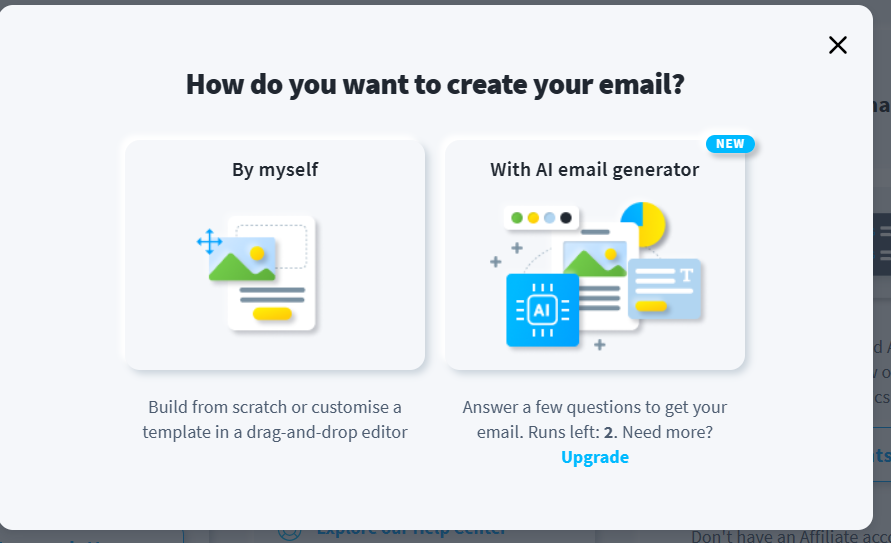 How do you want to create your email?
NEW
By myself
With AI email generator
T
AI
Build from scratch or customise a
template in a drag-and-drop editor
Answer a few questions to get your
email. Runs left: 2. Need more?
Upgrade
Explore our Help Center
Don't have an Affiliate